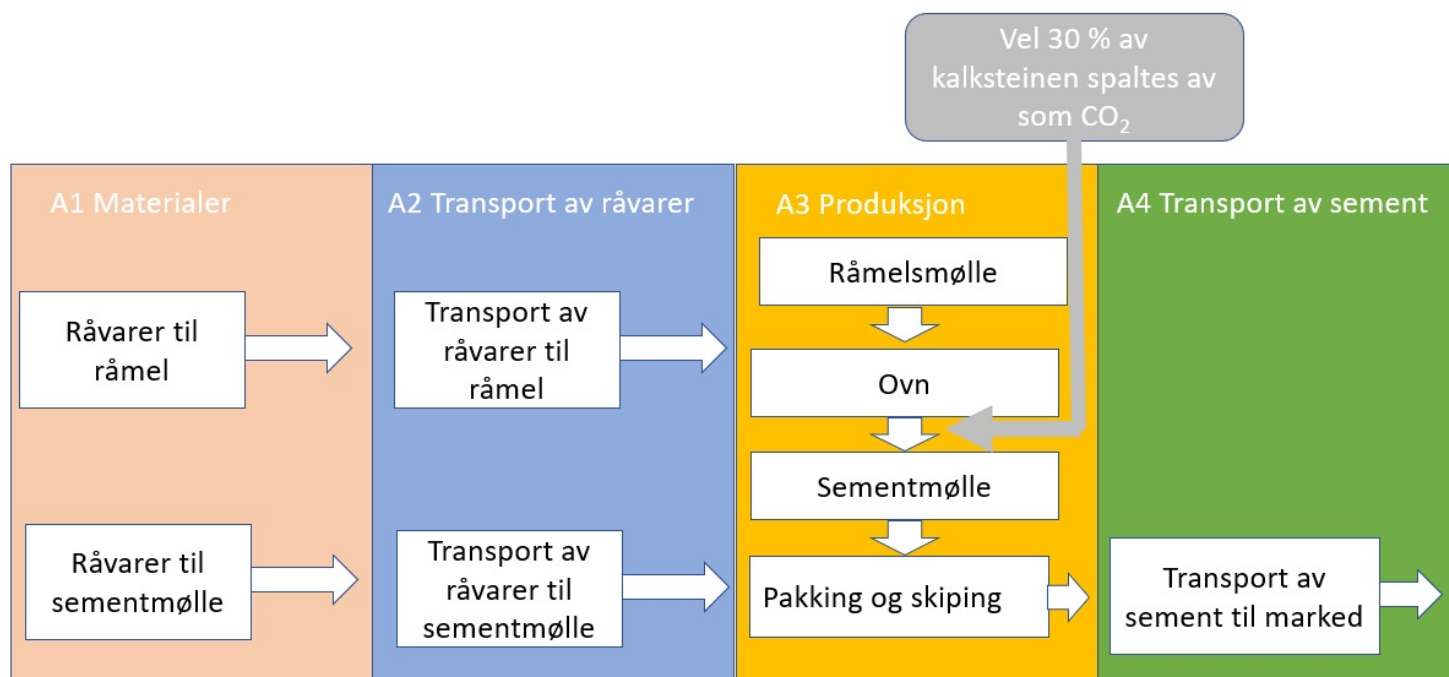 Vel 30 % av
kalksteinen spaltes av
som CO₂
A1 Materialer
Råvarer til
råmel
Råvarer til
sementmølle
A2 Transport av råvarer
Transport av
råvarer til
råmel
Transport av
råvarer til
sementmølle
A3 Produksjon
Råmelsmølle
Ovn
Sementmølle
Pakking og skiping
A4 Transport av sement
Transport av
sement til marked